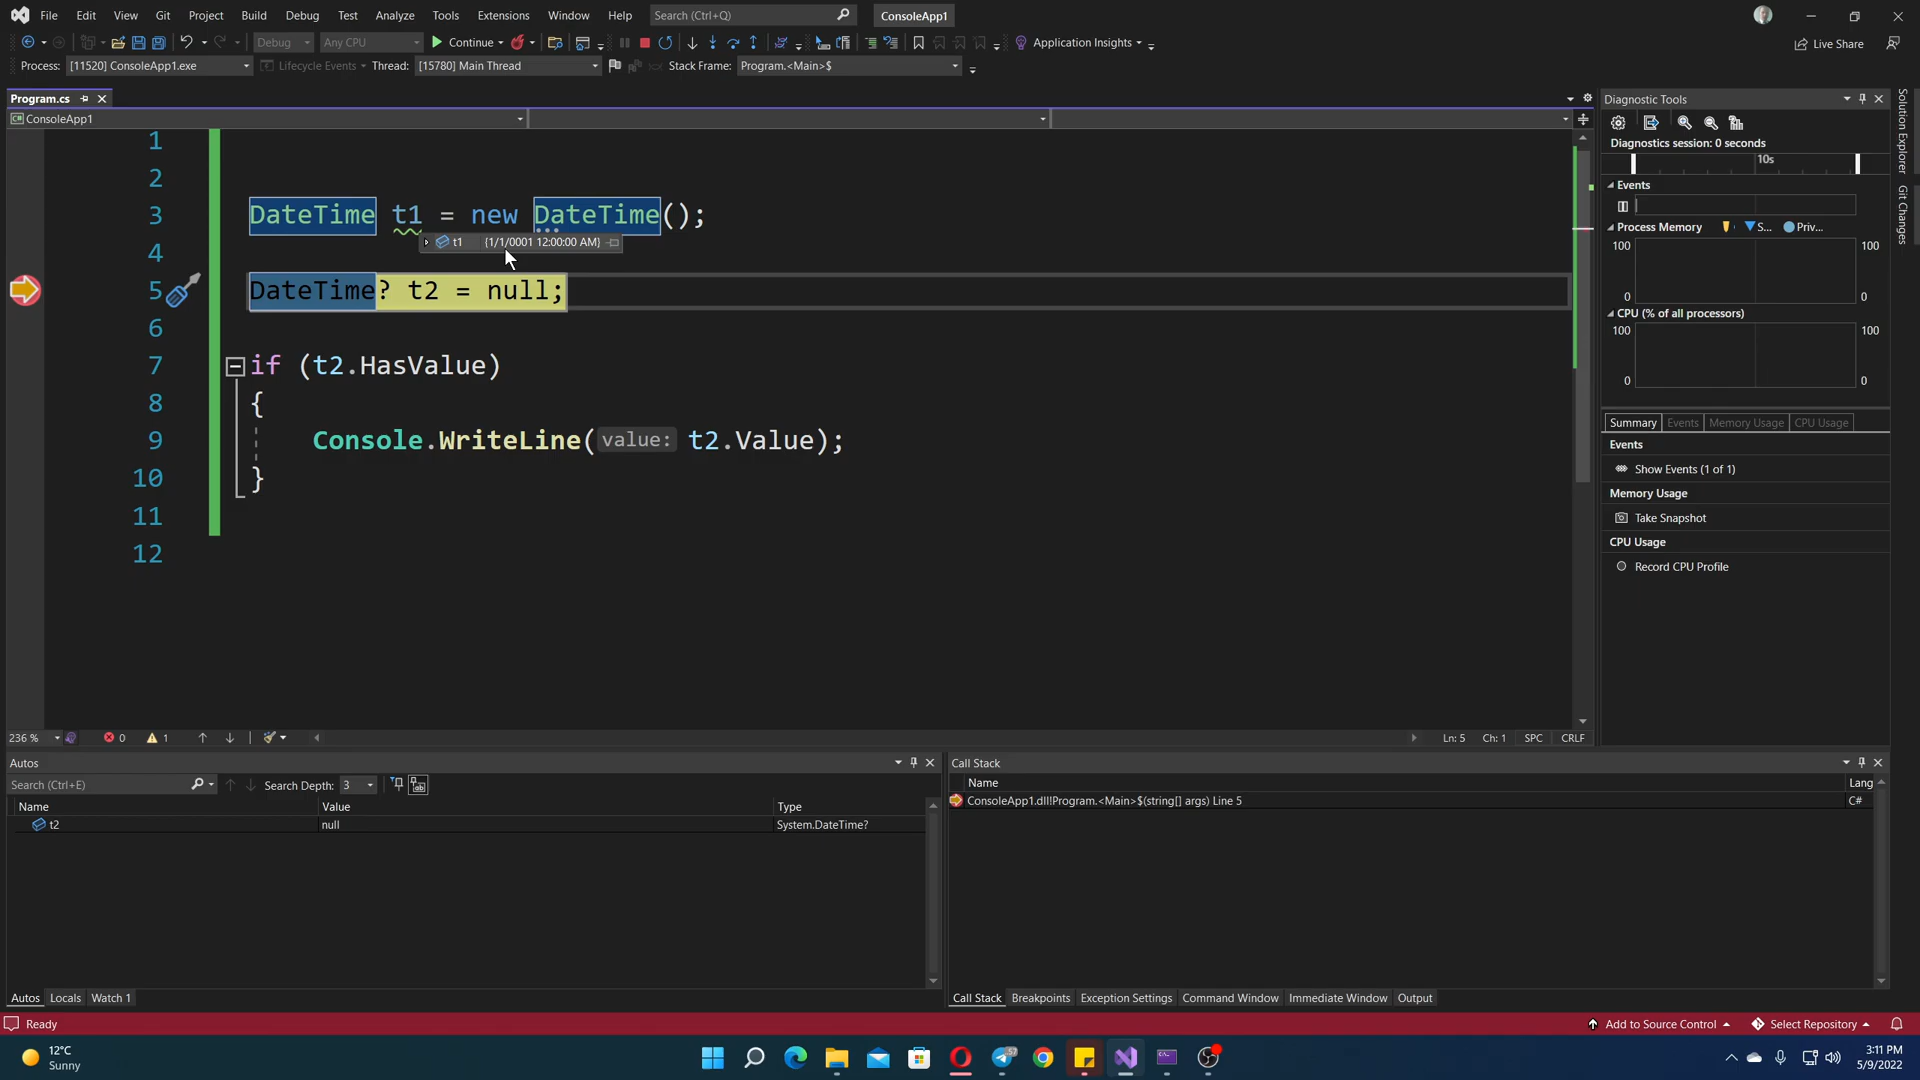 File Edit View Git Project Build Debug Test Analyze Tools Extensions Window Help Search (Ctrl+Q) ConsoleApp1
Debug Any CPU Continue Application Insights Live Share
Process: [11520] ConsoleApp1.exe Lifecycle Events Thread: [15780] Main Thread Stack Frame: Program.<Main>$
Program.cs
ConsoleApp1
1
2
3 DateTime t1 = new DateTime();
t1 {1/1/0001 12:00:00 AM}
4
5 DateTime? t2 = null;
6
7 if (t2.HasValue)
8 {
9 Console.WriteLine(value: t2.Value);
10 }
11
12
236 % 0 1 Ln: 5 Ch: 1 SPC CRLF
Diagnostic Tools
Diagnostics session: 0 seconds
10s
Events
Process Memory S... Priv...
100 100
0 0
CPU (% of all processors)
100 100
0 0
Summary Events Memory Usage CPU Usage
Events
Show Events (1 of 1)
Memory Usage
Take Snapshot
CPU Usage
Record CPU Profile
Solution Explorer
Git Changes
Autos
Search (Ctrl+E) Search Depth: 3
Name Value Type
t2 null System.DateTime?
Autos Locals Watch 1
Call Stack
Name Lang
ConsoleApp1.dll!Program.<Main>$(string[] args) Line 5 C#
Call Stack Breakpoints Exception Settings Command Window Immediate Window Output
Ready Add to Source Control Select Repository
12°C
Sunny
57
3:11 PM
5/9/2022